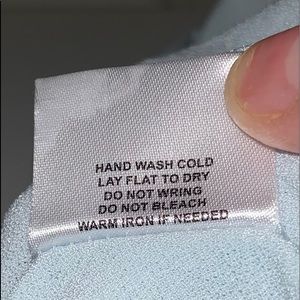 HAND WASH COLD
LAY FLAT TO DRY
DO NOT WRING
DO NOT BLEACH
WARM IRON IF NEEDED